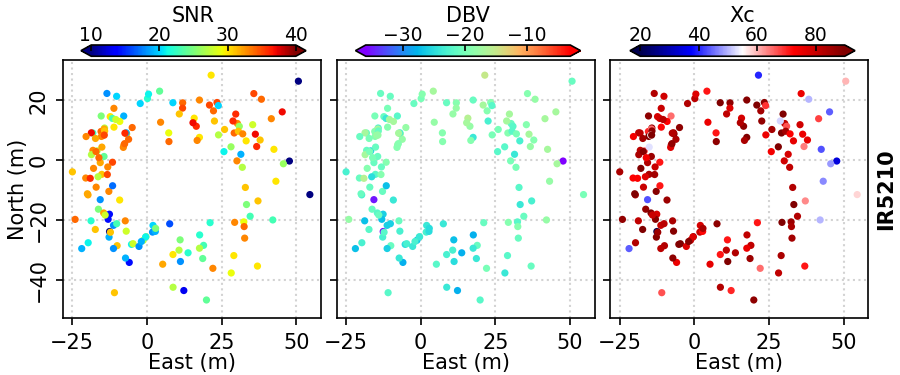 SNR DBV Xc
10 20 30 40 −30 −20 −10 20 40 60 80
20
0
−20
−40
North (m)
IR5210
−25 0 25 50 −25 0 25 50 −25 0 25 50
East (m) East (m) East (m)